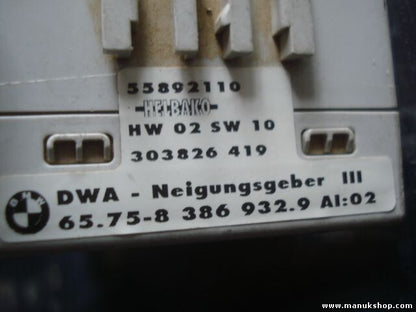 55892110
HELBAKO
HW 02 SW 10
303826 419
DWA - Neigungsgeber III
65.75-8 386 932.9 AI:02
BMW
www.manukshop.com